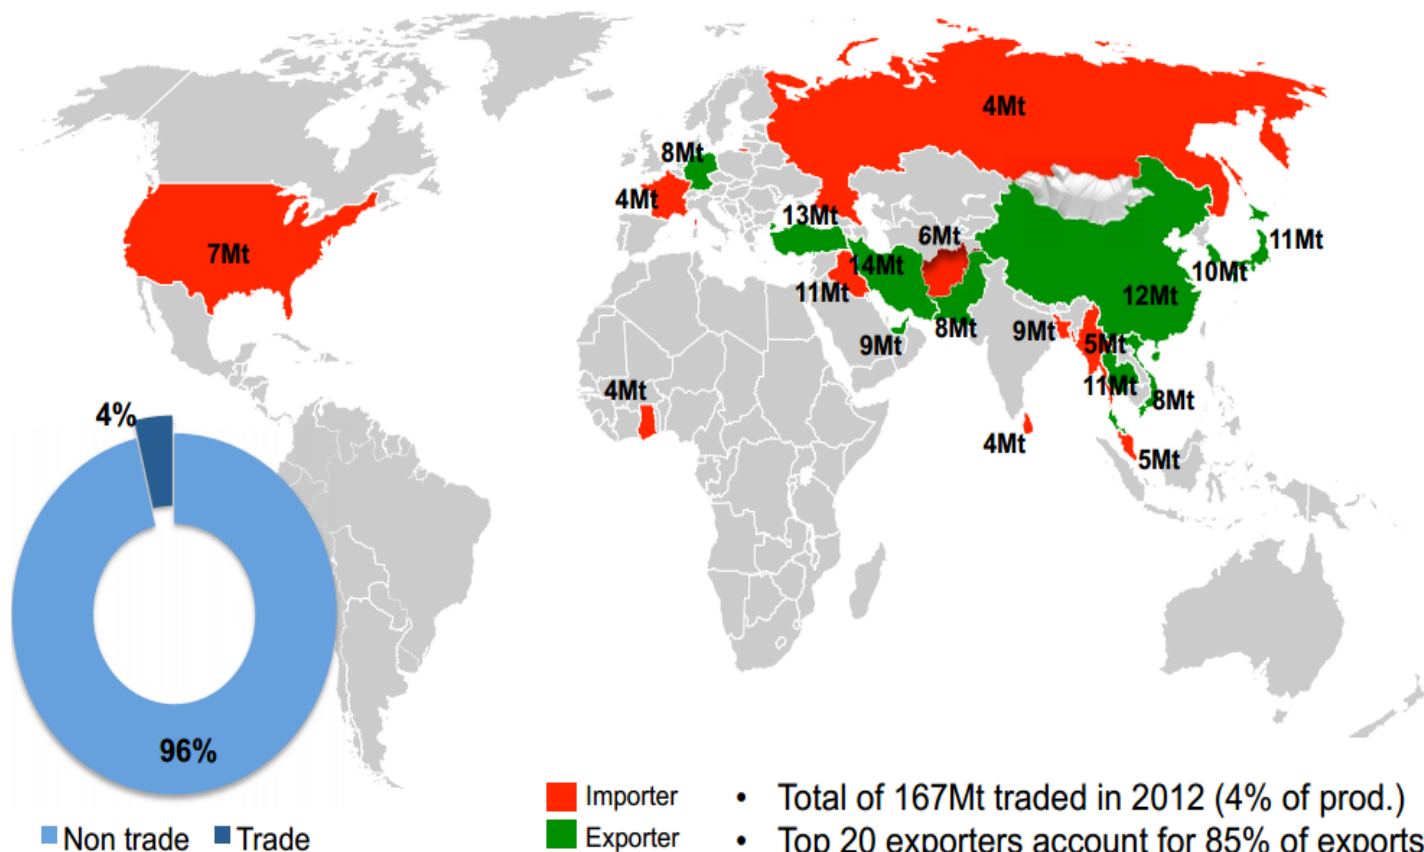 4Mt
8Mt
4Mt
7Mt
13Mt
6Mt
11Mt
14Mt
10Mt
11Mt
12Mt
9Mt
8Mt
9Mt
5Mt
4Mt
11Mt
8Mt
4Mt
5Mt
4%
96%
Non trade
Trade
Importer
Exporter
• Total of 167Mt traded in 2012 (4% of prod.)
• Top 20 exporters account for 85% of exports